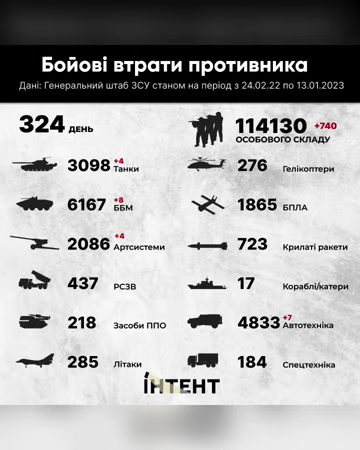 Бойові втрати противника
Дані: Генеральний штаб ЗСУ станом на період з 24.02.22 по 13.01.2023
324 ДЕНЬ
114130 +740
ОСОБОВОГО СКЛАДУ
3098 +4 Танки
276 Гелікоптери
6167 +8 ББМ
1865 БПЛА
2086 +4 Артсистеми
723 Крилаті ракети
437 РСЗВ
17 Кораблі/катери
218 Засоби ППО
4833 +7 Автотехніка
285 Літаки
184 Спецтехніка
ІНТЕНТ